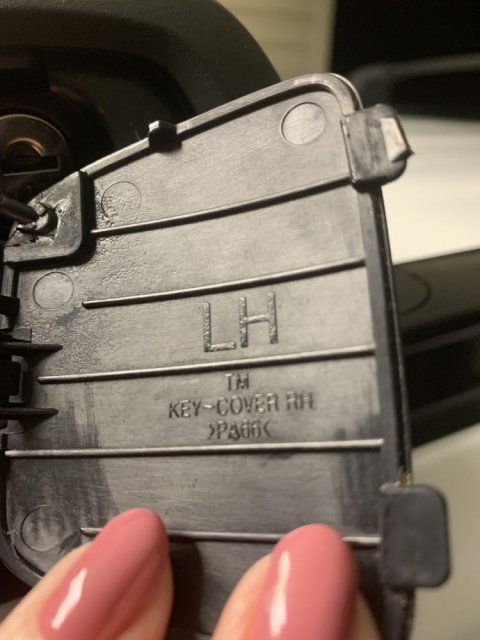 LH
TM
KEY-COVER RH
>PA66<